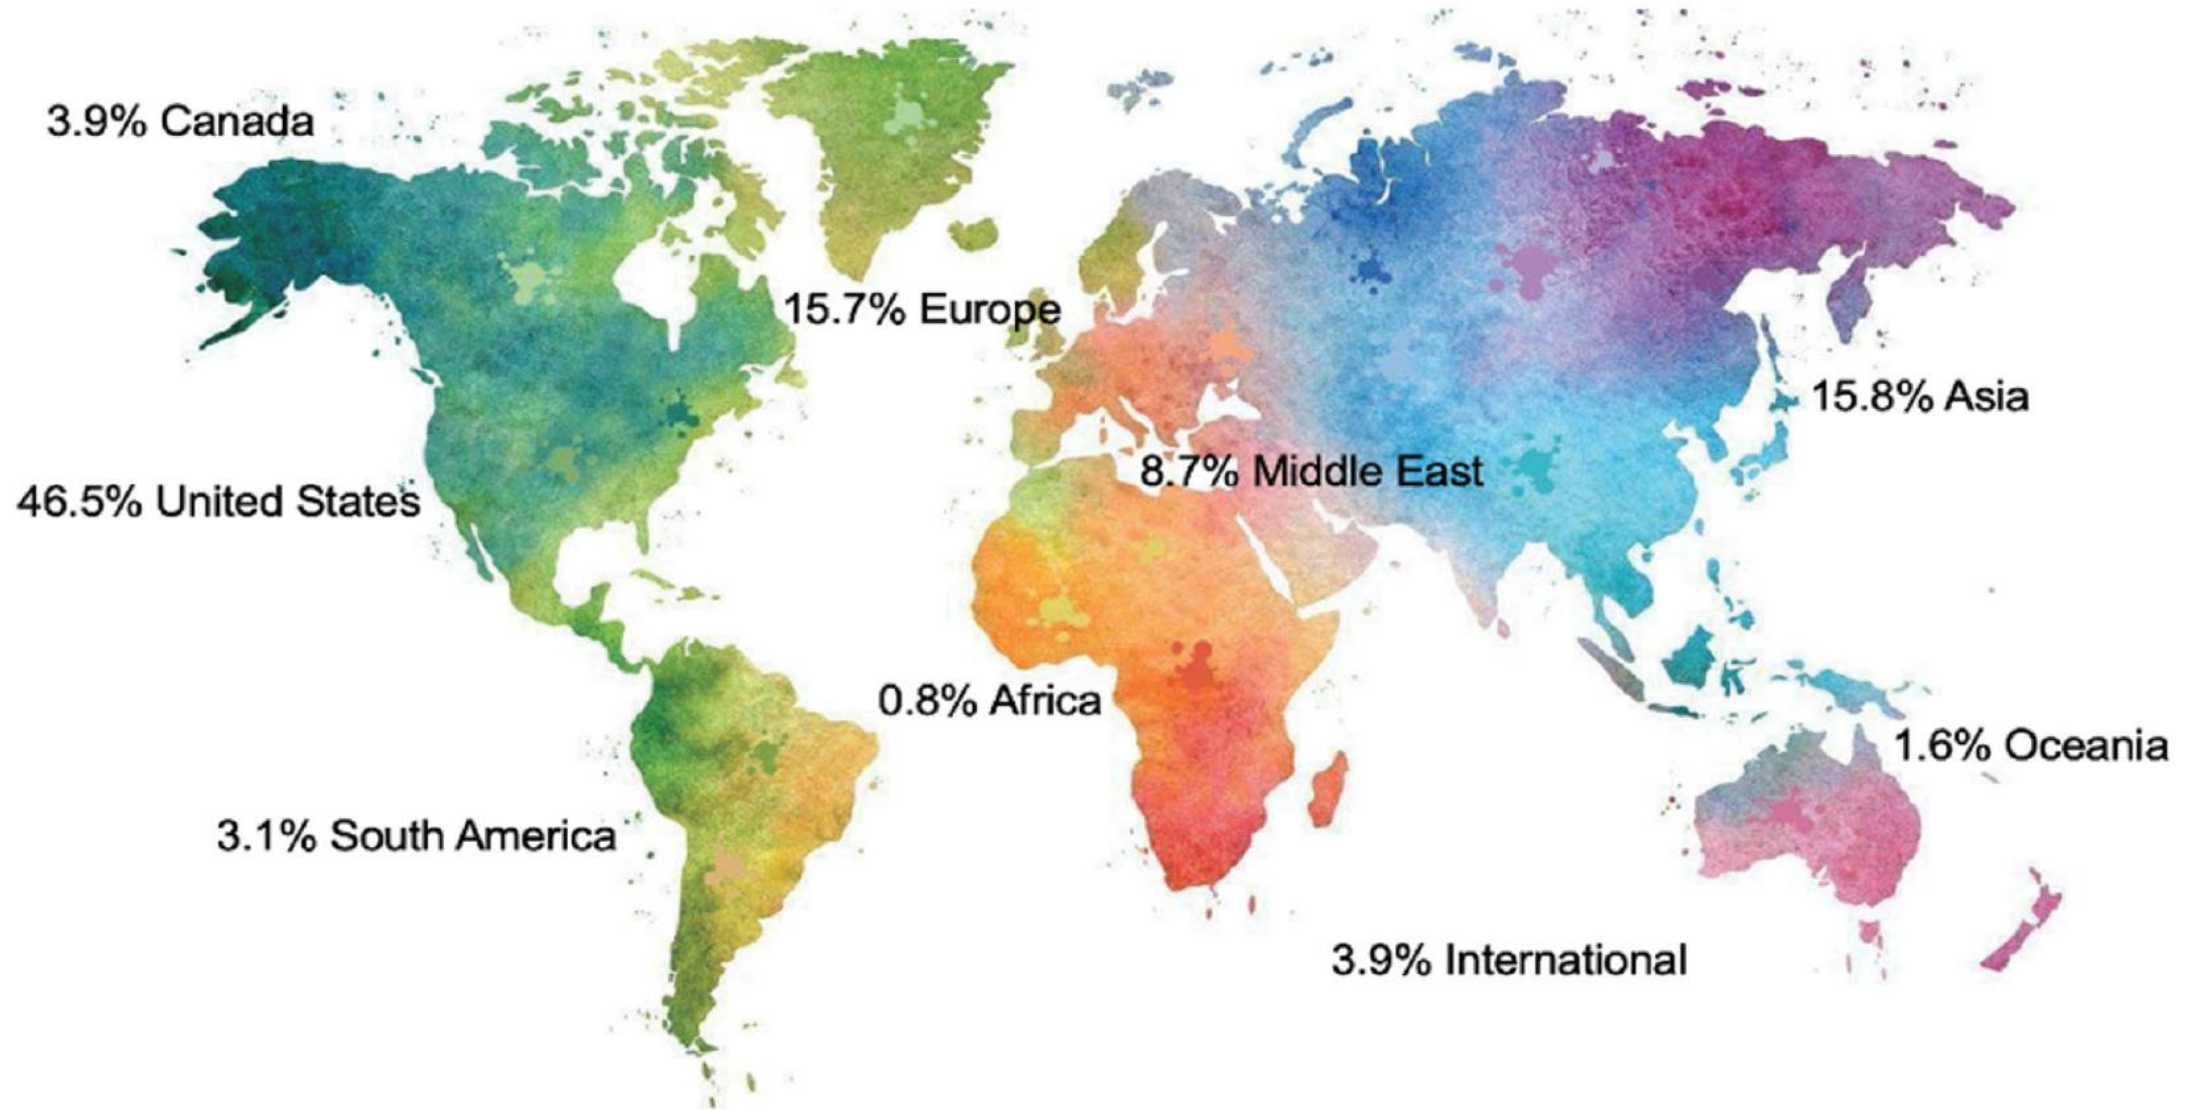 3.9% Canada
15.7% Europe
15.8% Asia
8.7% Middle East
46.5% United States
0.8% Africa
1.6% Oceania
3.1% South America
3.9% International